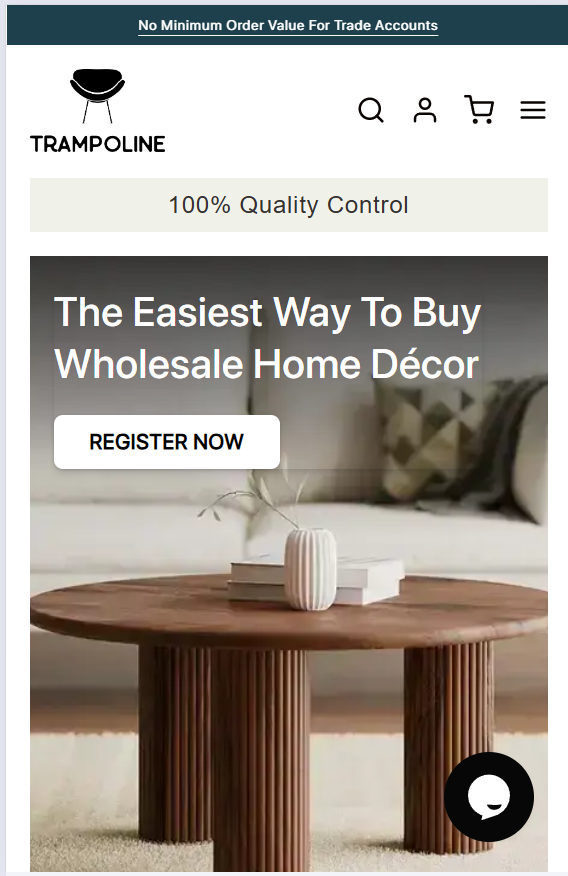 No Minimum Order Value For Trade Accounts
TRAMPOLINE
100% Quality Control
The Easiest Way To Buy
Wholesale Home Décor
REGISTER NOW